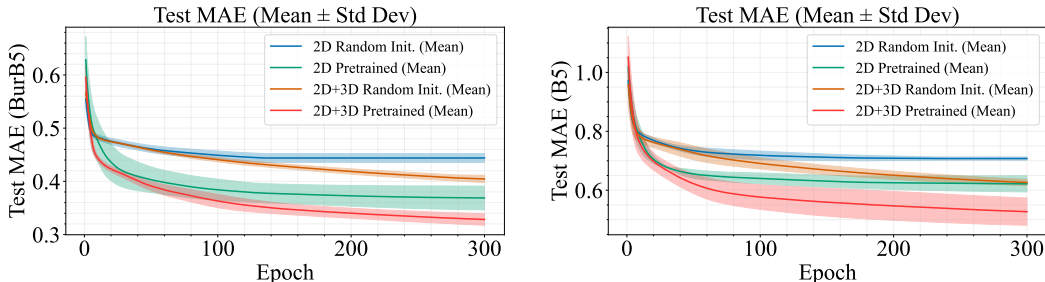 Test MAE (Mean ± Std Dev)
Test MAE (BurB5)
0.6
0.5
0.4
0.3
2D Random Init. (Mean)
2D Pretrained (Mean)
2D+3D Random Init. (Mean)
2D+3D Pretrained (Mean)
0
100
200
300
Epoch
Test MAE (Mean ± Std Dev)
Test MAE (B5)
1.0
0.8
0.6
2D Random Init. (Mean)
2D Pretrained (Mean)
2D+3D Random Init. (Mean)
2D+3D Pretrained (Mean)
0
100
200
300
Epoch